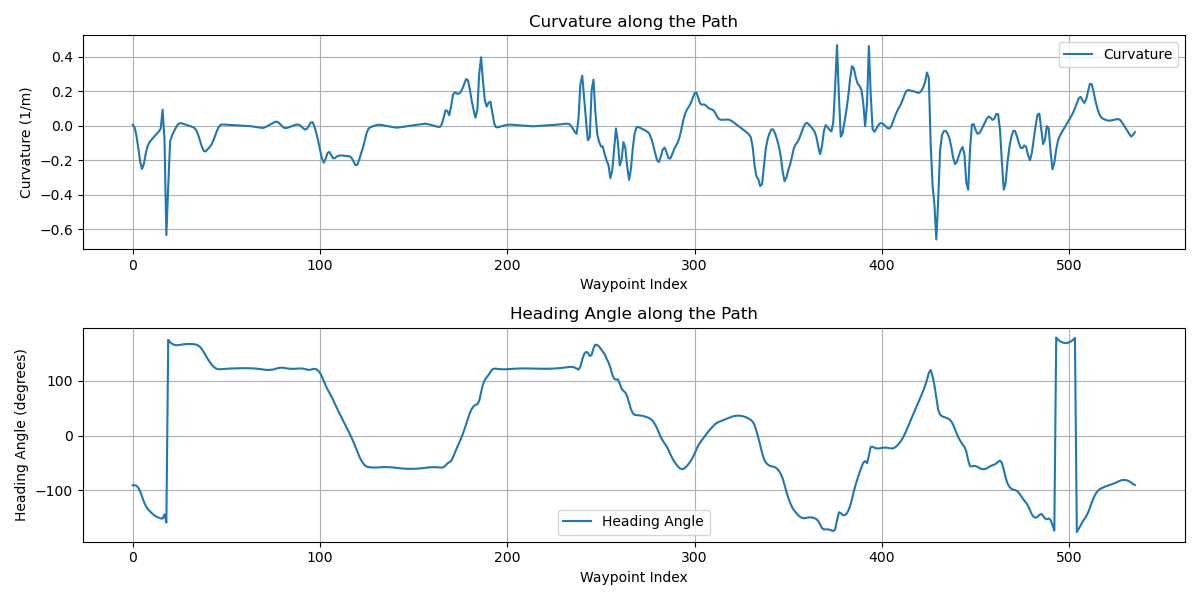 Curvature along the Path
0.4
0.2
0.0
−0.2
−0.4
−0.6
Curvature (1/m)
Curvature
0 100 200 300 400 500
Waypoint Index
Heading Angle along the Path
100
0
−100
Heading Angle (degrees)
Heading Angle
0 100 200 300 400 500
Waypoint Index